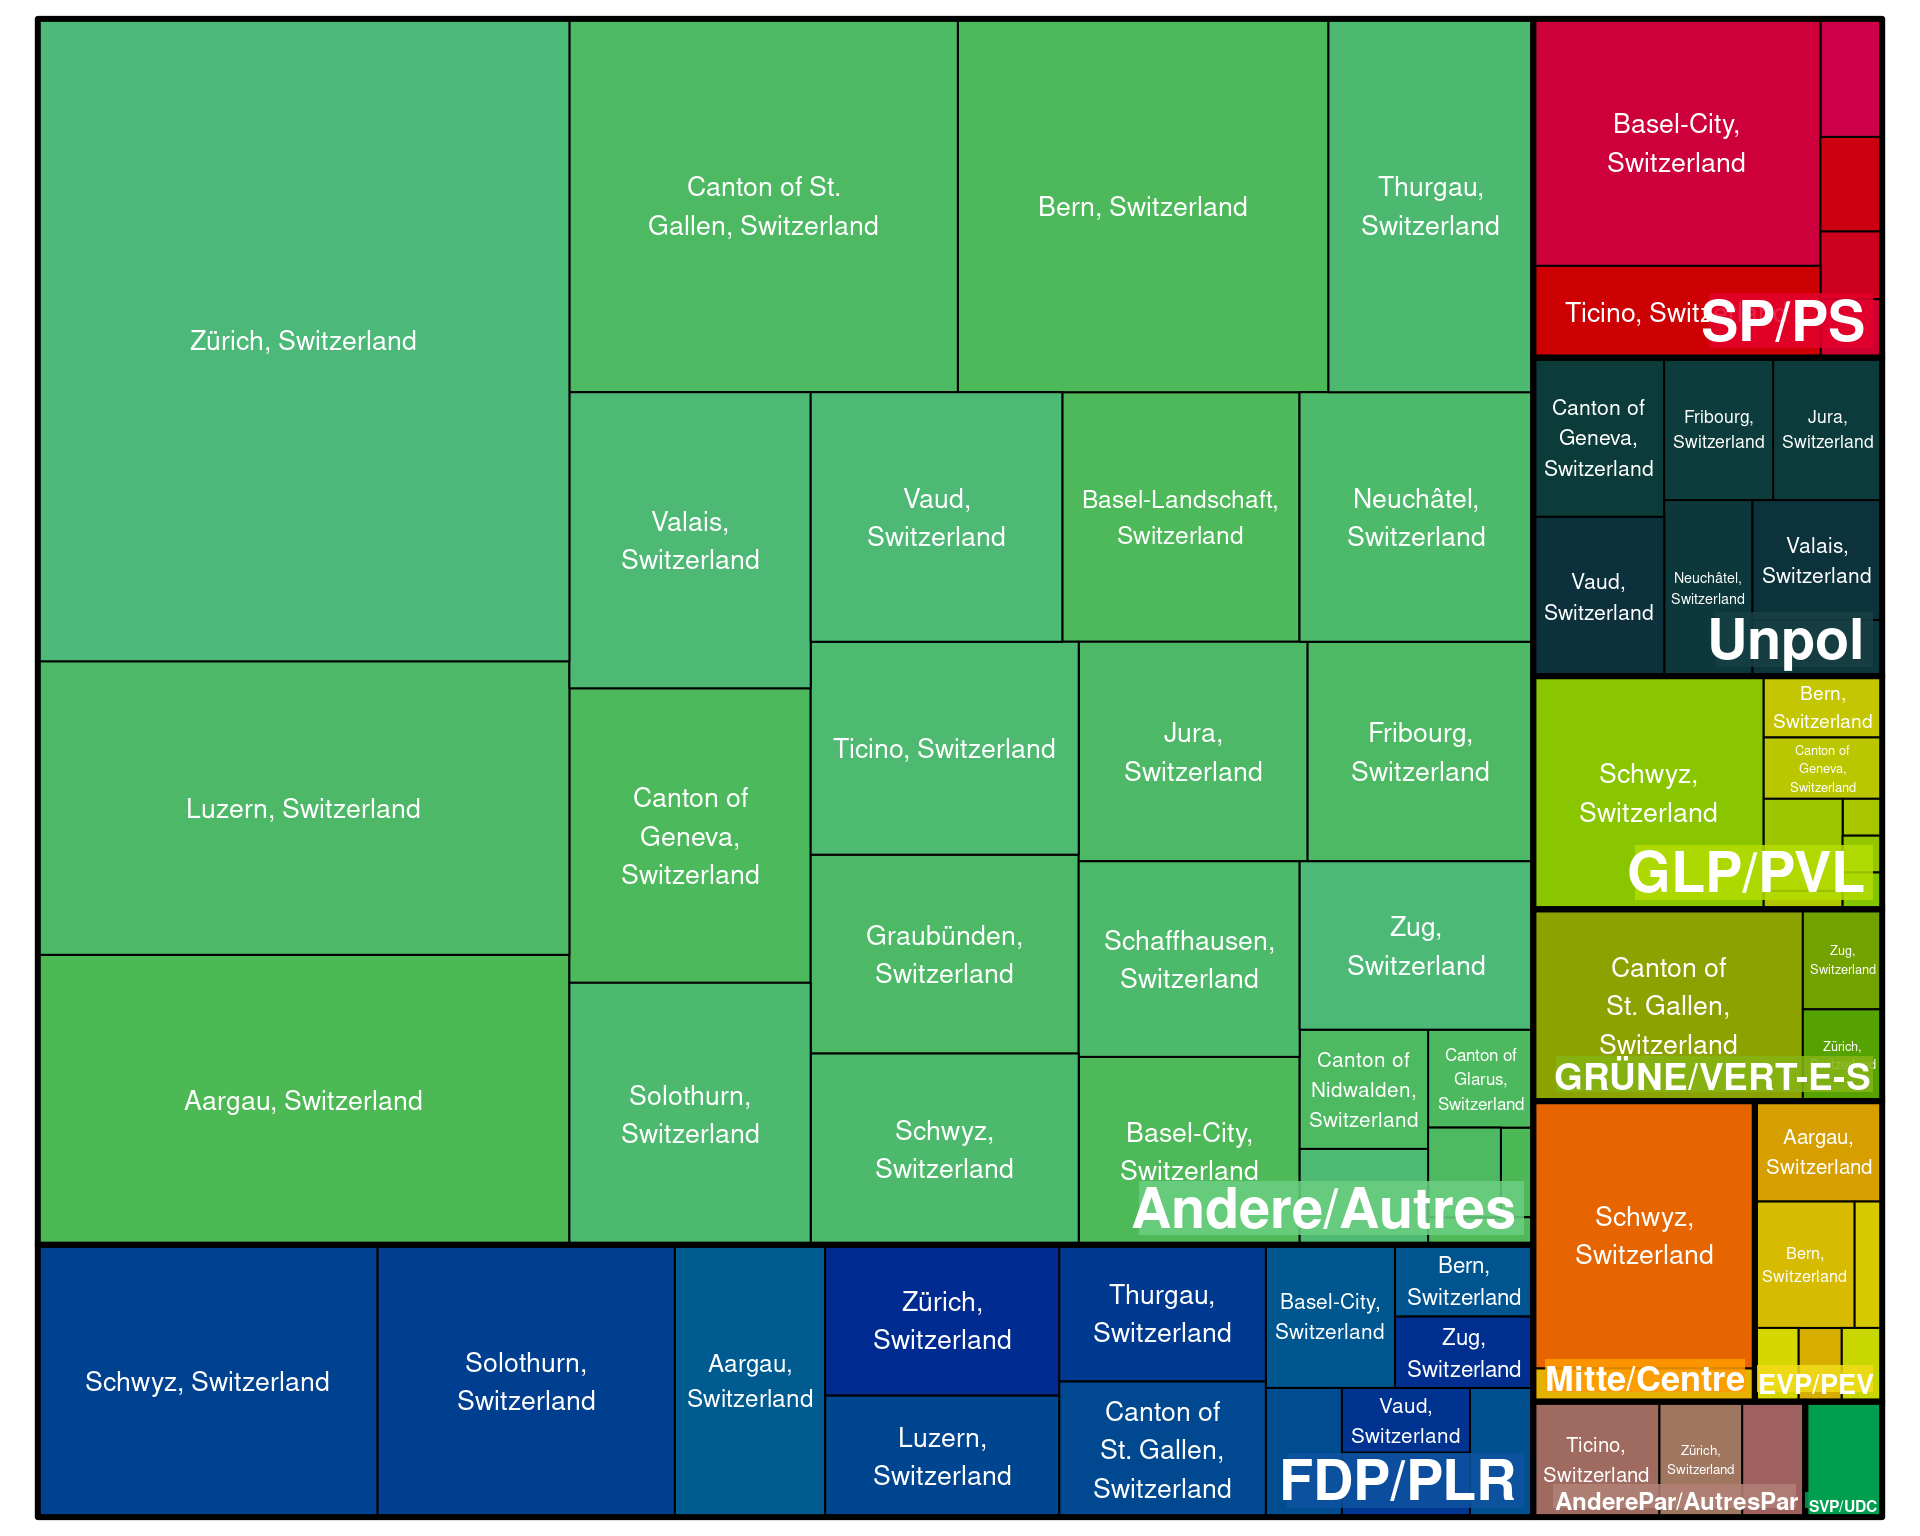 Zürich, Switzerland
Luzern, Switzerland
Aargau, Switzerland
Canton of St.
Gallen, Switzerland
Bern, Switzerland
Thurgau,
Switzerland
Valais,
Switzerland
Vaud,
Switzerland
Basel-Landschaft,
Switzerland
Neuchâtel,
Switzerland
Canton of
Geneva,
Switzerland
Solothurn,
Switzerland
Ticino, Switzerland
Jura,
Switzerland
Fribourg,
Switzerland
Graubünden,
Switzerland
Schwyz,
Switzerland
Schaffhausen,
Switzerland
Basel-City,
Switzerland
Zug,
Switzerland
Canton of
Nidwalden,
Switzerland
Canton of
Glarus,
Switzerland
Andere/Autres
Schwyz, Switzerland
Solothurn,
Switzerland
Aargau,
Switzerland
Zürich,
Switzerland
Luzern,
Switzerland
Thurgau,
Switzerland
Canton of
St. Gallen,
Switzerland
Basel-City,
Switzerland
Bern,
Switzerland
Zug,
Switzerland
Vaud,
Switzerland
FDP/PLR
Basel-City,
Switzerland
Ticino, Switzerland
SP/PS
Canton of
Geneva,
Switzerland
Fribourg,
Switzerland
Jura,
Switzerland
Vaud,
Switzerland
Neuchâtel,
Switzerland
Valais,
Switzerland
Unpol
Schwyz,
Switzerland
Bern,
Switzerland
Canton of
Geneva,
Switzerland
GLP/PVL
Canton of
St. Gallen,
Switzerland
Zug,
Switzerland
Zürich,
Switzerland
GRÜNE/VERT-E-S
Schwyz,
Switzerland
Mitte/Centre
Aargau,
Switzerland
Bern,
Switzerland
EVP/PEV
Ticino,
Switzerland
Zürich,
Switzerland
AnderePar/AutresPar
SVP/UDC